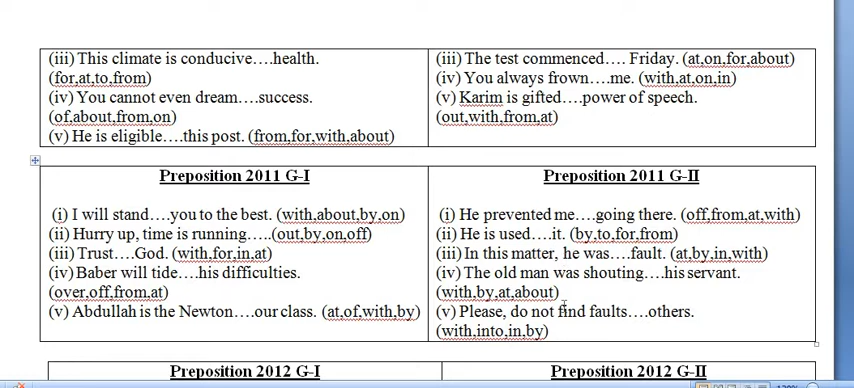 (iii) This climate is conducive....health.
(for,at,to,from)
(iv) You cannot even dream....success.
(of,about,from,on)
(v) He is eligible....this post. (from,for,with,about)
(iii) The test commenced.... Friday. (at,on,for,about)
(iv) You always frown....me. (with,at,on,in)
(v) Karim is gifted....power of speech.
(out,with,from,at)
Preposition 2011 G-I
(i) I will stand....you to the best. (with,about,by,on)
(ii) Hurry up, time is running.....(out,by,on,off)
(iii) Trust....God. (with,for,in,at)
(iv) Baber will tide....his difficulties.
(over,off,from,at)
(v) Abdullah is the Newton....our class. (at,of,with,by)
Preposition 2011 G-II
(i) He prevented me....going there. (off,from,at,with)
(ii) He is used....it. (by,to,for,from)
(iii) In this matter, he was....fault. (at,by,in,with)
(iv) The old man was shouting....his servant.
(with,by,at,about)
(v) Please, do not find faults....others.
(with,into,in,by)
Preposition 2012 G-I
Preposition 2012 G-II